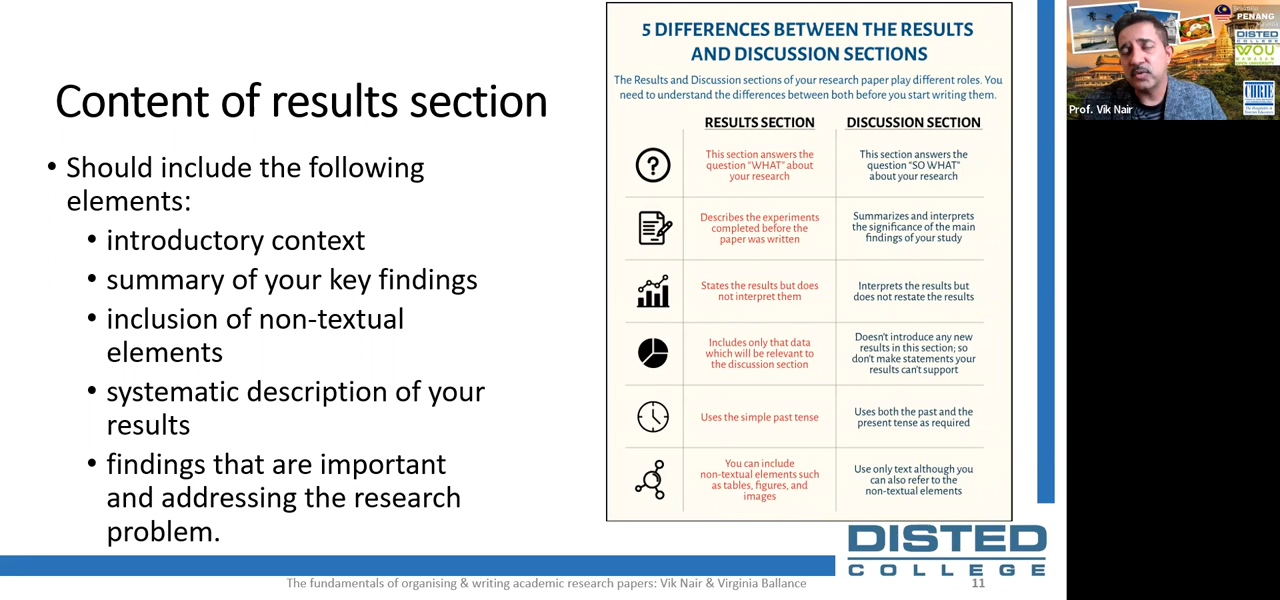 Content of results section
• Should include the following
elements:
• introductory context
• summary of your key findings
• inclusion of non-textual
elements
• systematic description of your
results
• findings that are important
and addressing the research
problem.
5 DIFFERENCES BETWEEN THE RESULTS
AND DISCUSSION SECTIONS
The Results and Discussion sections of your research paper play different roles. You
need to understand the differences between both before you start writing them.
RESULTS SECTION
DISCUSSION SECTION
This section answers the
question "WHAT" about
your research
This section answers the
question "SO WHAT"
about your research
Describes the experiments
completed before the
paper was written
Summarizes and interprets
the significance of the main
findings of your study
States the results but does
not interpret them
Interprets the results but
does not restate the results
Includes only that data
which will be relevant to
the discussion section
Doesn't introduce any new
results in this section; so
don't make statements your
results can't support
Uses the simple past tense
Uses both the past and the
present tense as required
You can include
non-textual elements such
as tables, figures, and
images
Use only text although you
can also refer to the
non-textual elements
DISTED
COLLEGE
The fundamentals of organising & writing academic research papers: Vik Nair & Virginia Ballance
11
PENANG
DISTED
COLLEGE
WOU
CHRIE
Prof. Vik Nair